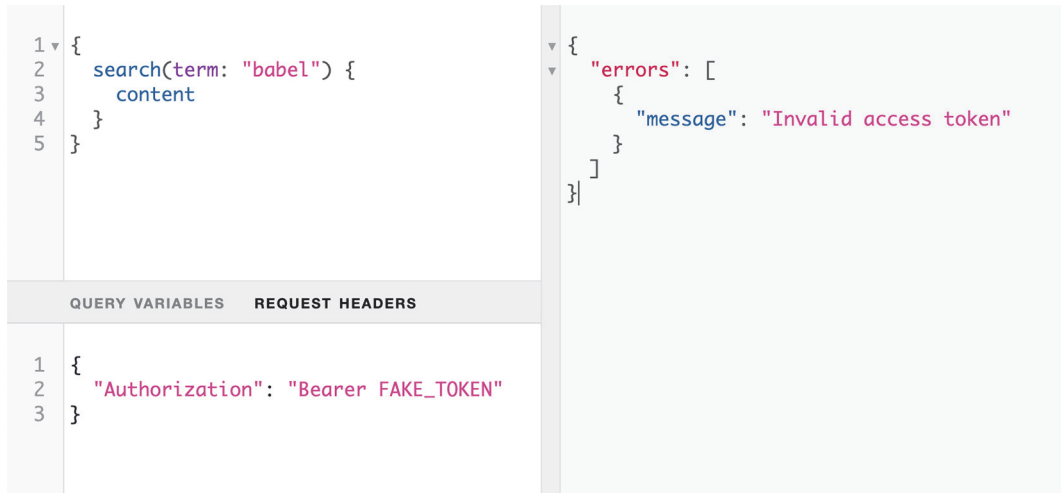 1 {
2 search(term: "babel") {
3 content
4 }
5 }
QUERY VARIABLES REQUEST HEADERS
1 {
2 "Authorization": "Bearer FAKE_TOKEN"
3 }
{
"errors": [
{
"message": "Invalid access token"
}
]
}